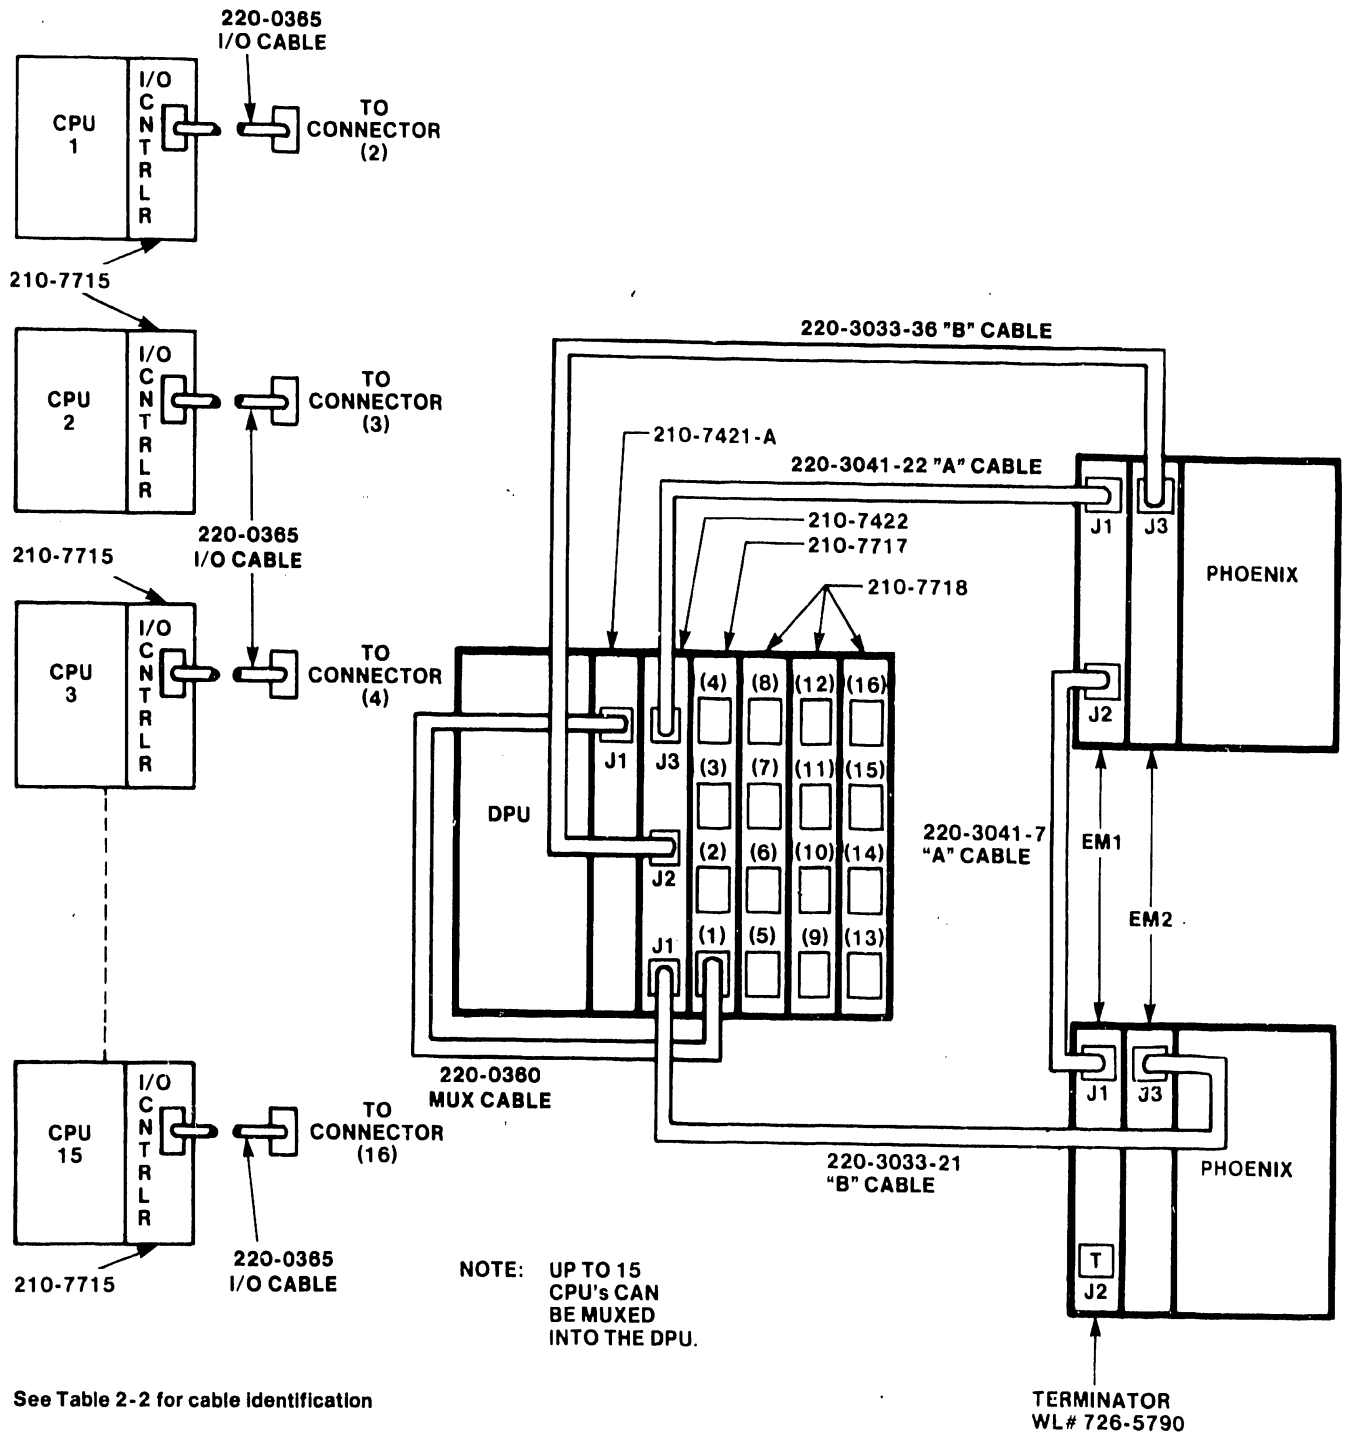 220-0365
I/O CABLE
CPU
1
I/O
C
N
T
R
L
R
TO
CONNECTOR
(2)
210-7715
CPU
2
I/O
C
N
T
R
L
R
TO
CONNECTOR
(3)
220-0365
I/O CABLE
210-7715
CPU
3
I/O
C
N
T
R
L
R
TO
CONNECTOR
(4)
CPU
15
I/O
C
N
T
R
L
R
TO
CONNECTOR
(16)
210-7715
220-0365
I/O CABLE
220-3033-36 "B" CABLE
210-7421-A
220-3041-22 "A" CABLE
210-7422
210-7717
210-7718
DPU
J1
J3
J2
J1
(4) (8) (12) (16)
(3) (7) (11) (15)
(2) (6) (10) (14)
(1) (5) (9) (13)
220-0360
MUX CABLE
J1 J3
PHOENIX
J2
220-3041-7
"A" CABLE
EM1
EM2
J1 J3
PHOENIX
220-3033-21
"B" CABLE
T
J2
TERMINATOR
WL# 726-5790
NOTE: UP TO 15
CPU's CAN
BE MUXED
INTO THE DPU.
See Table 2-2 for cable identification